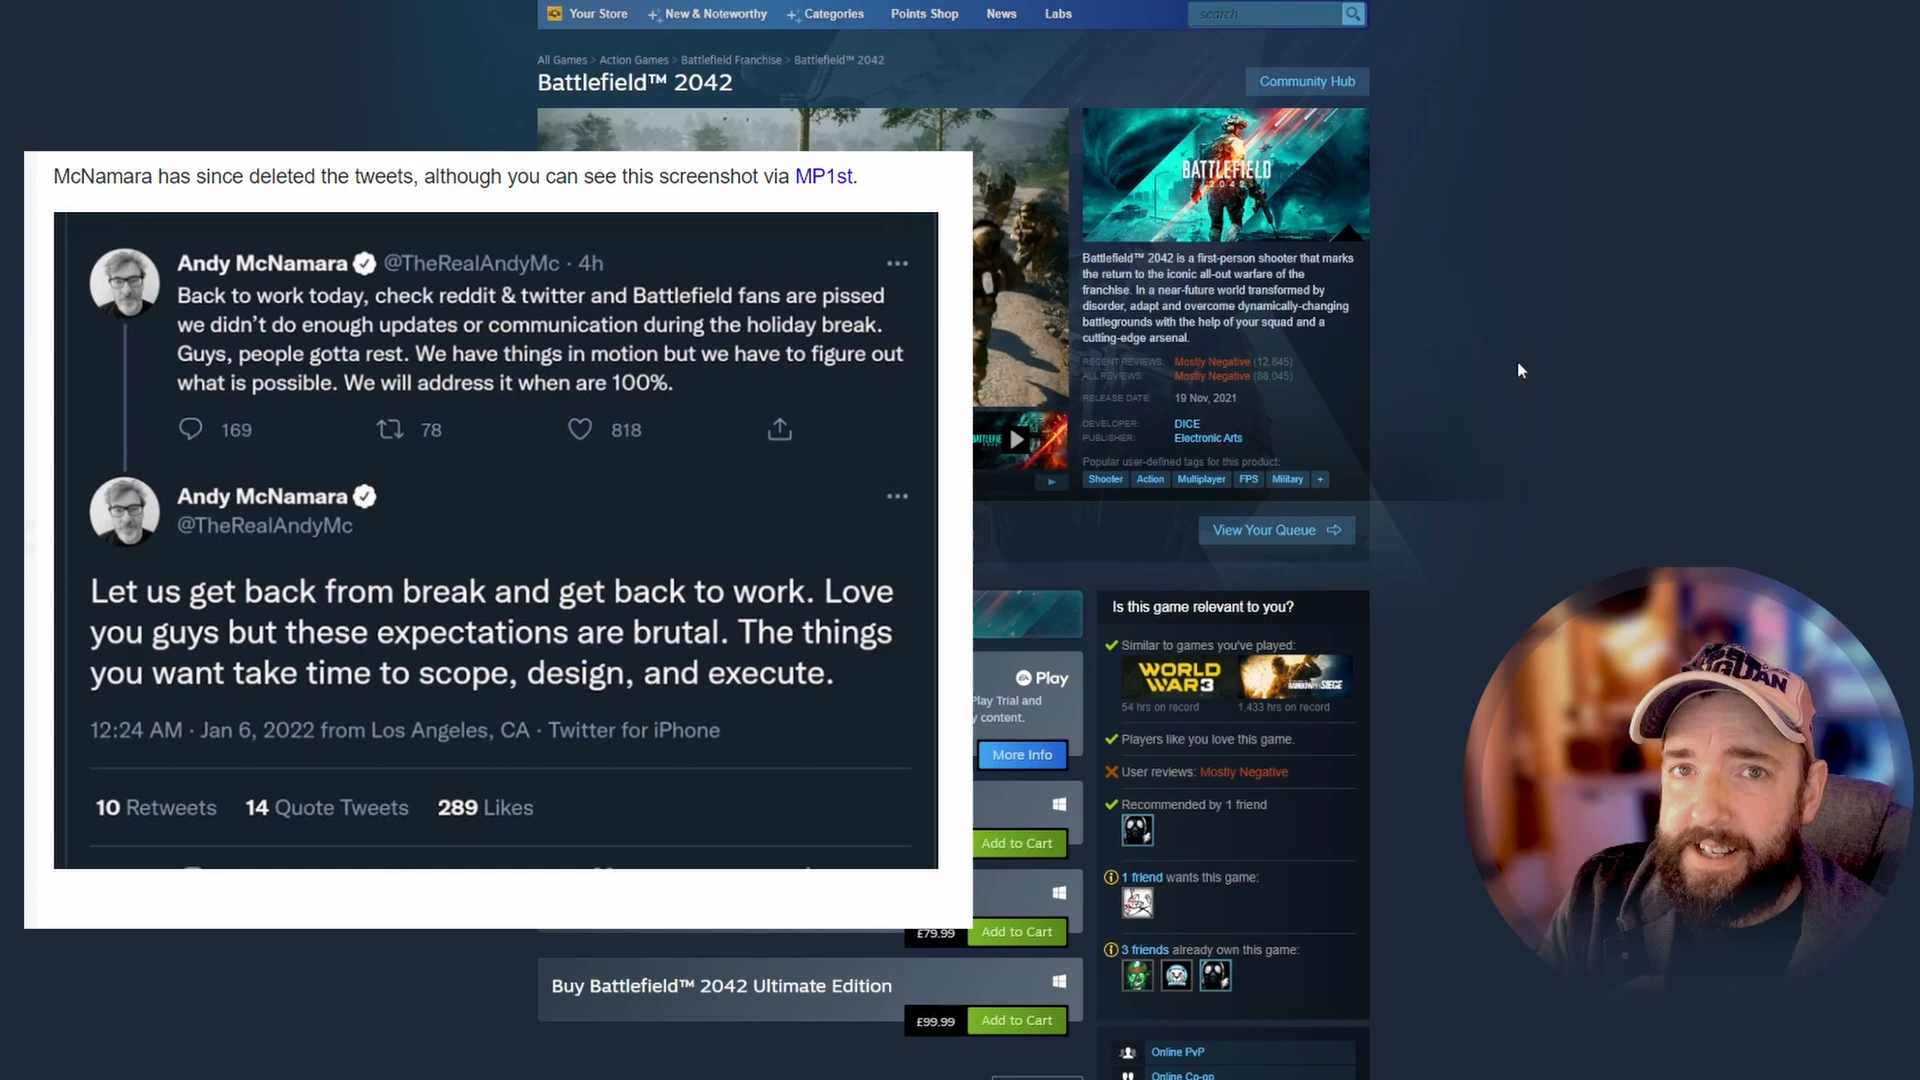 Your Store
New & Noteworthy
Categories
Points Shop
News
Labs
search
All Games > Action Games > Battlefield Franchise > Battlefield™ 2042
Battlefield™ 2042
Community Hub
McNamara has since deleted the tweets, although you can see this screenshot via MP1st.
Andy McNamara @TheRealAndyMc · 4h
Back to work today, check reddit & twitter and Battlefield fans are pissed
we didn't do enough updates or communication during the holiday break.
Guys, people gotta rest. We have things in motion but we have to figure out
what is possible. We will address it when are 100%.
169
78
818
Andy McNamara
@TheRealAndyMc
Let us get back from break and get back to work. Love
you guys but these expectations are brutal. The things
you want take time to scope, design, and execute.
12:24 AM · Jan 6, 2022 from Los Angeles, CA · Twitter for iPhone
10 Retweets 14 Quote Tweets 289 Likes
BATTLEFIELD
2042
Battlefield™ 2042 is a first-person shooter that marks
the return to the iconic all-out warfare of the
franchise. In a near-future world transformed by
disorder, adapt and overcome dynamically-changing
battlegrounds with the help of your squad and a
cutting-edge arsenal.
RECENT REVIEWS: Mostly Negative (12,645)
ALL REVIEWS: Mostly Negative (88,045)
RELEASE DATE: 19 Nov, 2021
DEVELOPER: DICE
PUBLISHER: Electronic Arts
Popular user-defined tags for this product:
Shooter Action Multiplayer FPS Military +
View Your Queue
EA Play
Play Trial and
content.
More Info
Add to Cart
£79.99 Add to Cart
Buy Battlefield™ 2042 Ultimate Edition
£99.99 Add to Cart
Is this game relevant to you?
Similar to games you've played:
WORLD
WAR3
SIEGE
54 hrs on record
1,433 hrs on record
Players like you love this game.
User reviews: Mostly Negative
Recommended by 1 friend
1 friend wants this game:
3 friends already own this game:
Online PvP
Online Co-op